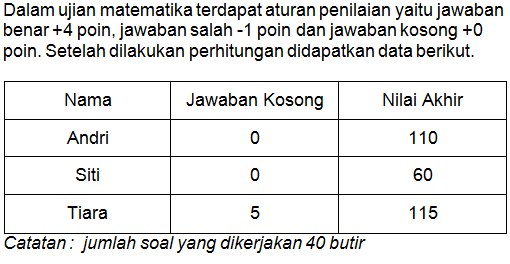 Dalam ujian matematika terdapat aturan penilaian yaitu jawaban
benar +4 poin, jawaban salah -1 poin dan jawaban kosong +0
poin. Setelah dilakukan perhitungan didapatkan data berikut.
Nama Jawaban Kosong Nilai Akhir
Andri 0 110
Siti 0 60
Tiara 5 115
Catatan : jumlah soal yang dikerjakan 40 butir